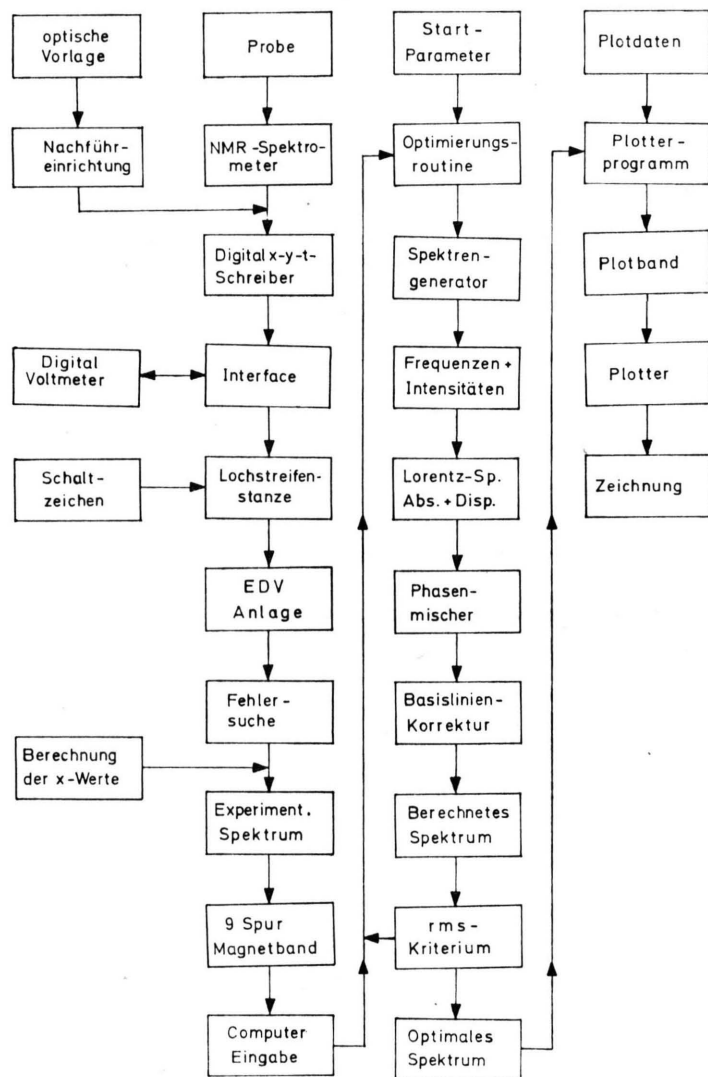 optische
Vorlage
Nachführ-
einrichtung
Probe
NMR-Spektro-
meter
Digital x-y-t-
Schreiber
Digital
Voltmeter
Interface
Schalt-
zeichen
Lochstreifen-
stanze
EDV
Anlage
Fehler-
suche
Berechnung
der x-Werte
Experiment.
Spektrum
9 Spur
Magnetband
Computer
Eingabe
Start-
Parameter
Optimierungs-
routine
Spektren-
generator
Frequenzen +
Intensitäten
Lorentz-Sp.
Abs. + Disp.
Phasen-
mischer
Basislinien-
Korrektur
Berechnetes
Spektrum
rms-
Kriterium
Optimales
Spektrum
Plotdaten
Plotter-
programm
Plotband
Plotter
Zeichnung